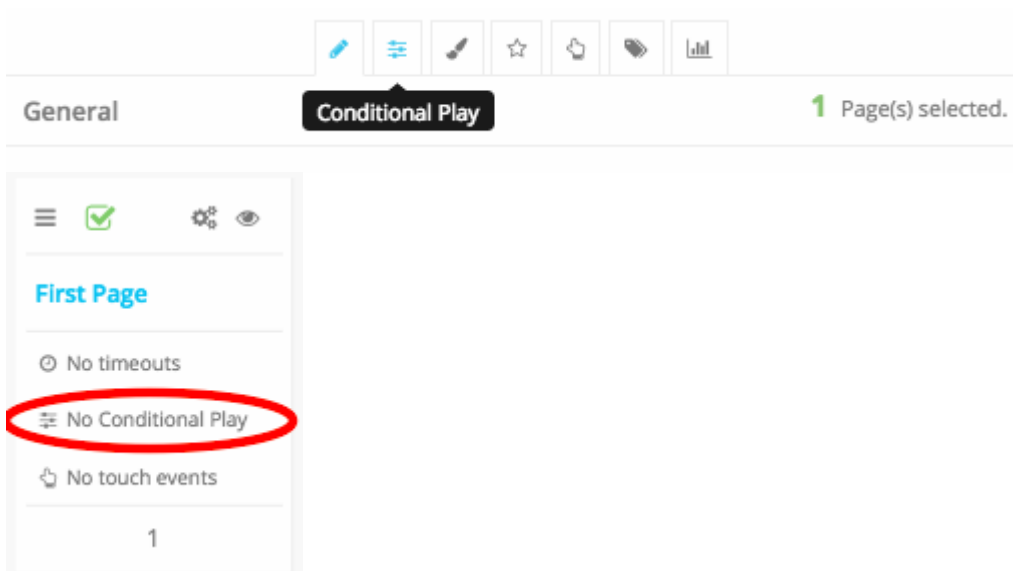 Conditional Play
General
1 Page(s) selected.
First Page
No timeouts
No Conditional Play
No touch events
1